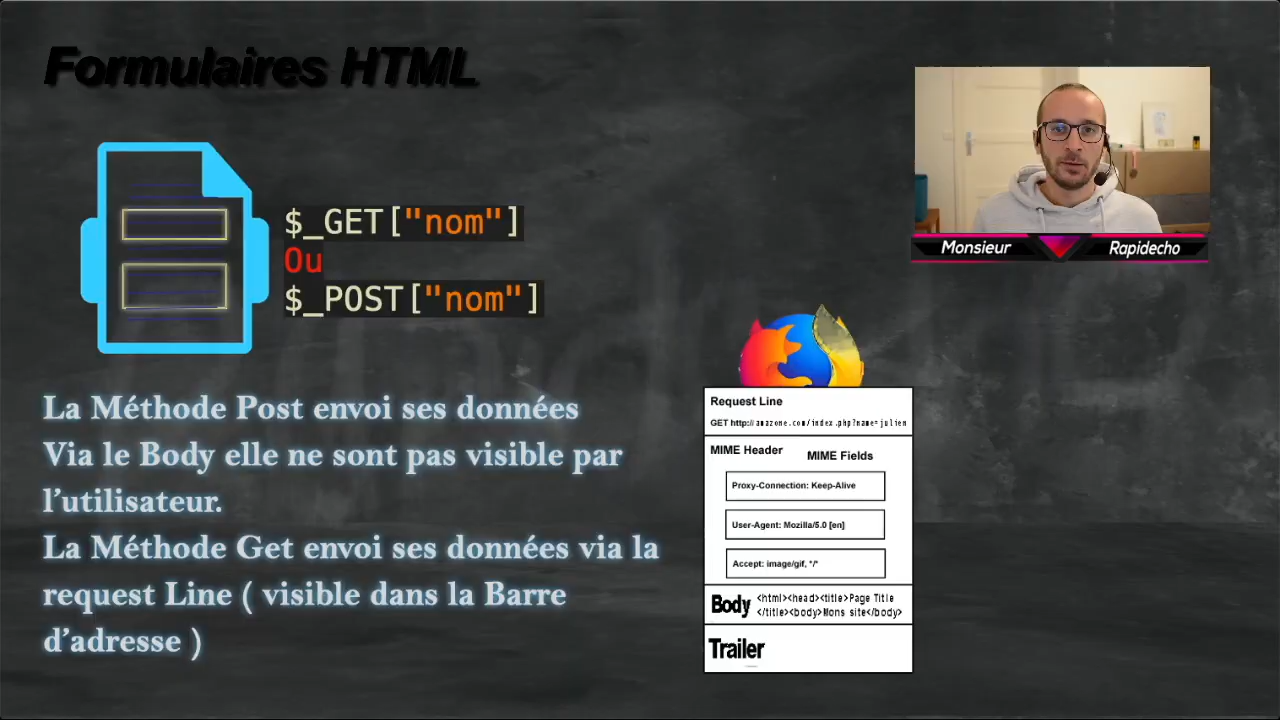 Formulaires HTML
$_GET["nom"]
Ou
$_POST["nom"]
Monsieur Rapidecho
La Méthode Post envoi ses données
Via le Body elle ne sont pas visible par
l'utilisateur.
La Méthode Get envoi ses données via la
request Line ( visible dans la Barre
d'adresse )
Request Line
GET http://amazone.com/index.php?name=julien
MIME Header
MIME Fields
Proxy-Connection: Keep-Alive
User-Agent: Mozilla/5.0 [en]
Accept: image/gif, */*
Body
<html><head><title>Page Title
</title><body>Mons site</body>
Trailer